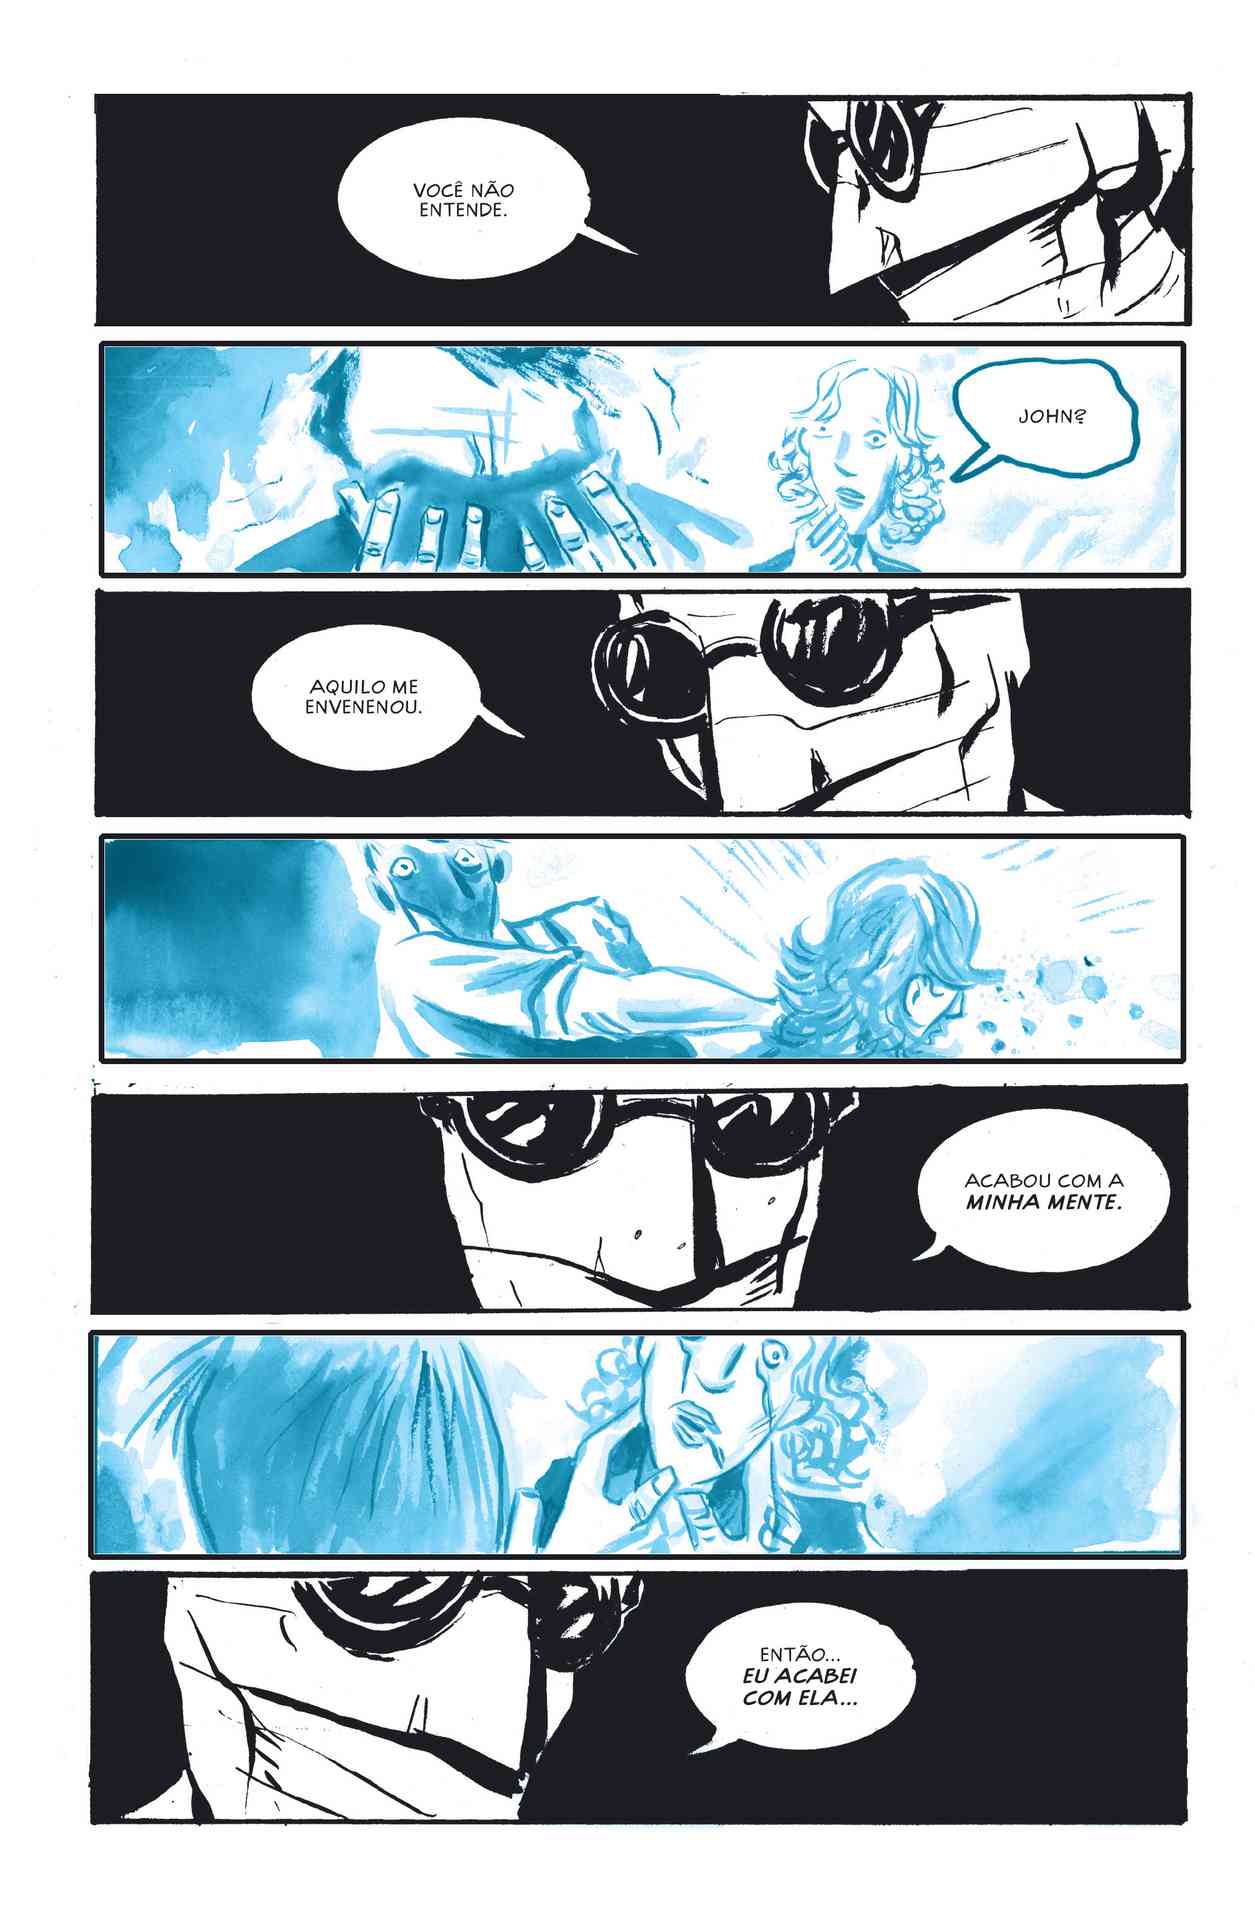 VOCÊ NÃO
ENTENDE.
JOHN?
AQUILO ME
ENVENENOU.
ACABOU COM A
MINHA MENTE.
ENTÃO...
EU ACABEI
COM ELA...